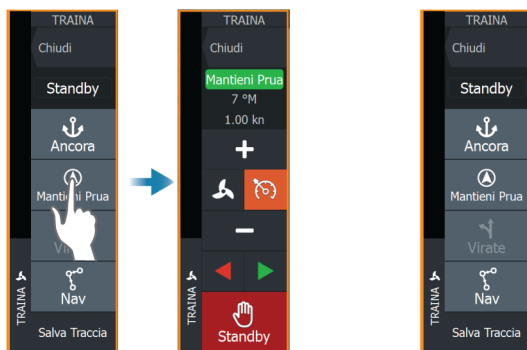 TRAINA
Chiudi
Standby
Ancora
Mantieni Prua
Nav
Salva Traccia
TRAINA
TRAINA
Chiudi
Mantieni Prua
7 °M
1.00 kn
Standby
TRAINA
TRAINA
Chiudi
Standby
Ancora
Mantieni Prua
Virate
Nav
Salva Traccia
TRAINA